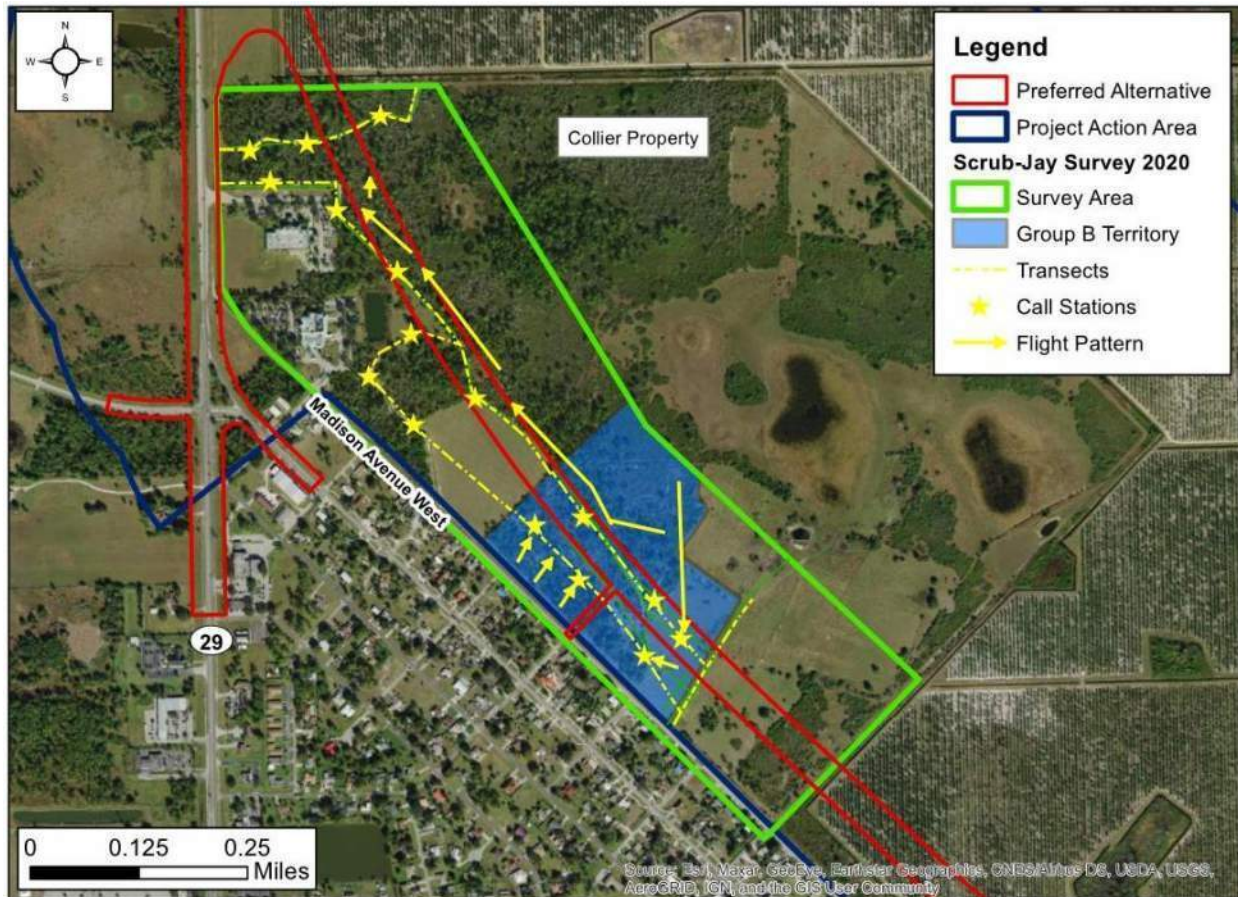 N
W E
S
Collier Property
Legend
Preferred Alternative
Project Action Area
Scrub-Jay Survey 2020
Survey Area
Group B Territory
Transects
Call Stations
Flight Pattern
Madison Avenue West
29
0 0.125 0.25
Miles
Source: Esri, Maxar, GeoEye, Earthstar Geographics, CNES/Airbus DS, USDA, USGS,
AeroGRID, IGN, and the GIS User Community